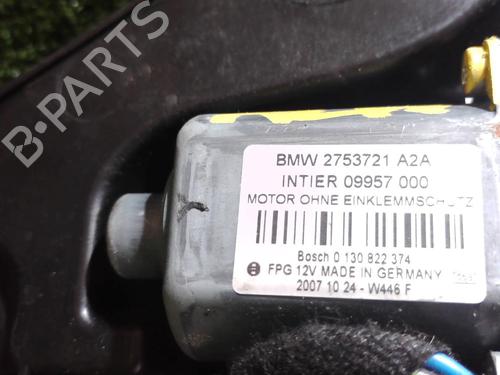 B-PARTS
BMW 2753721 A2A
INTIER 09957 000
MOTOR OHNE EINKLEMMSCHUTZ
Bosch 0 130 822 374
FPG 12V MADE IN GERMANY
2007 10 24 - W446 F